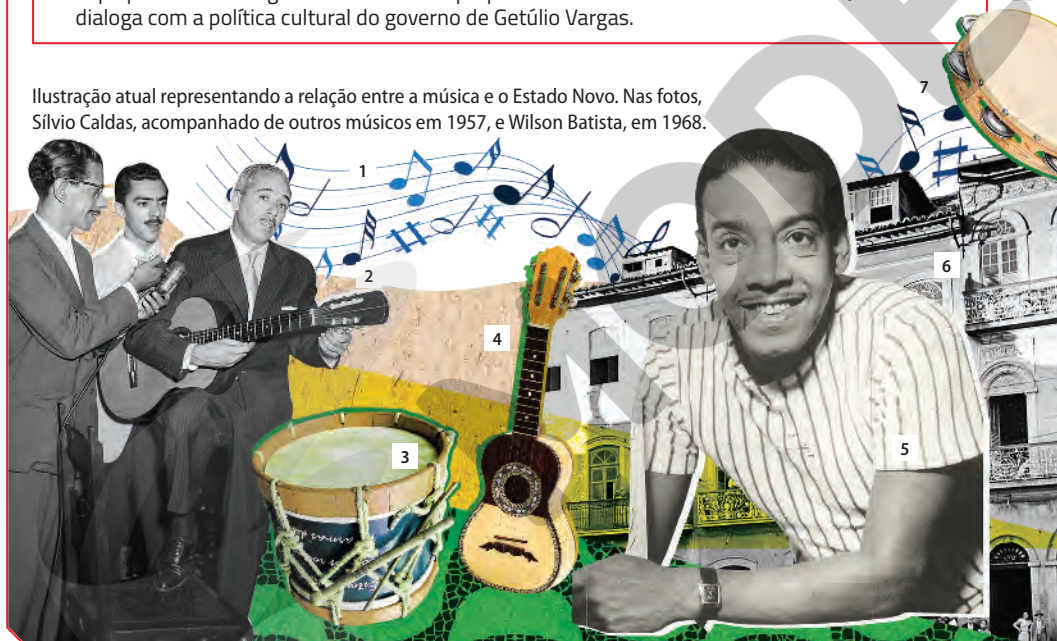 dialoga com a política cultural do governo de Getúlio Vargas.
Ilustração atual representando a relação entre a música e o Estado Novo. Nas fotos,
Sílvio Caldas, acompanhado de outros músicos em 1957, e Wilson Batista, em 1968.
7
1
6
2
4
5
3